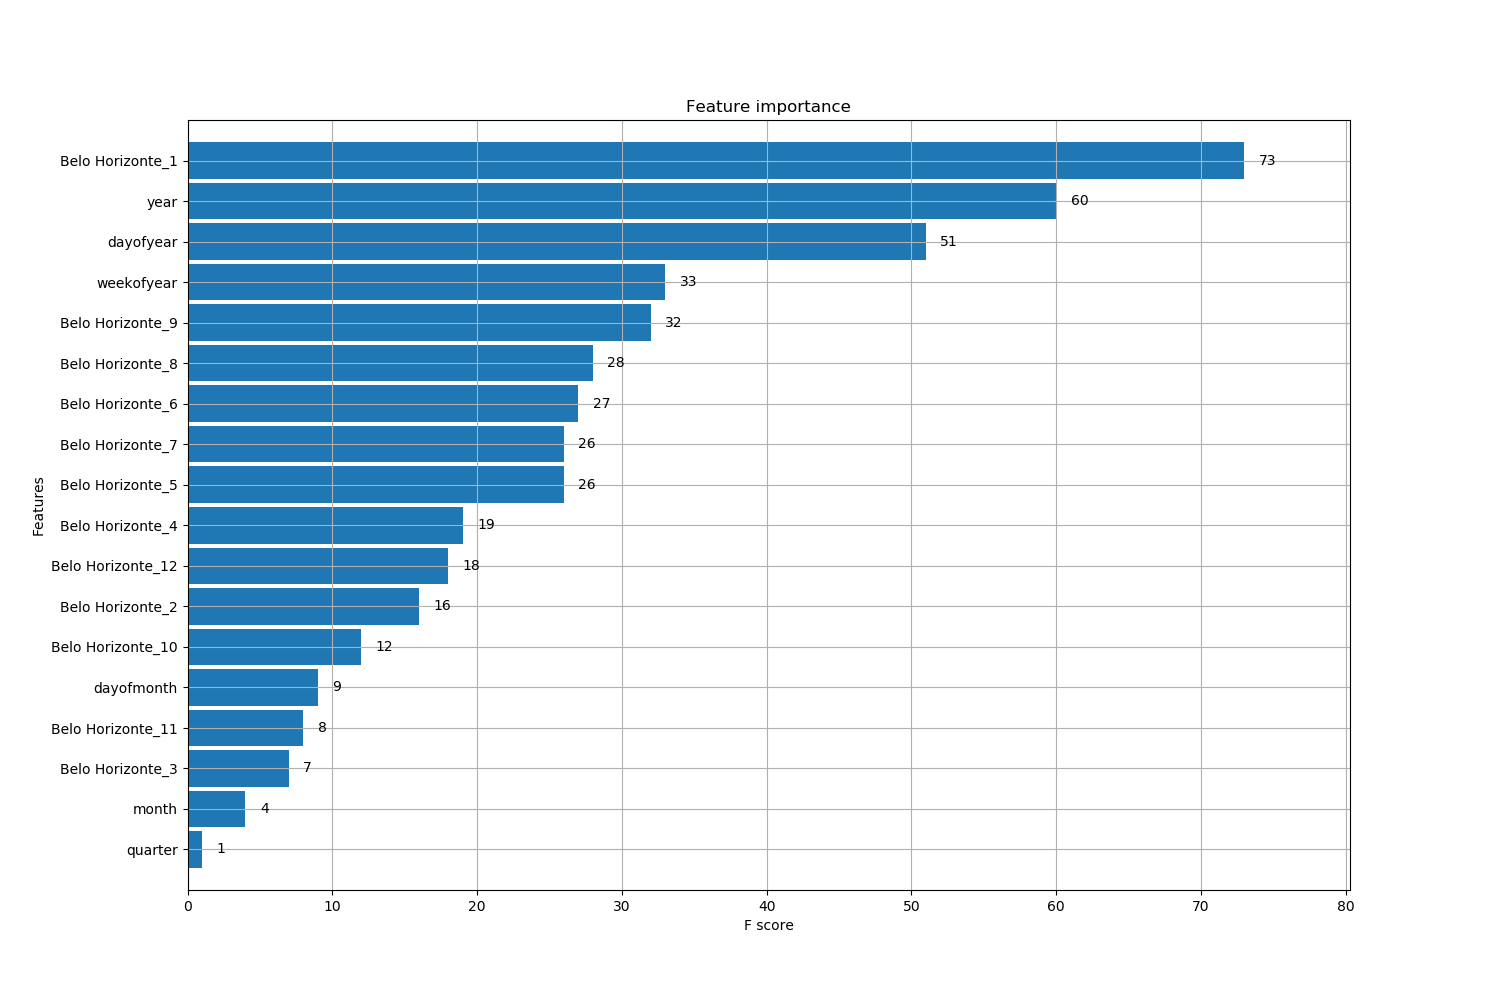 Feature importance
Belo Horizonte_1 73
year 60
dayofyear 51
weekofyear 33
Belo Horizonte_9 32
Belo Horizonte_8 28
Belo Horizonte_6 27
Belo Horizonte_7 26
Belo Horizonte_5 26
Belo Horizonte_4 19
Belo Horizonte_12 18
Belo Horizonte_2 16
Belo Horizonte_10 12
dayofmonth 9
Belo Horizonte_11 8
Belo Horizonte_3 7
month 4
quarter 1
Features
0 10 20 30 40 50 60 70 80
F score